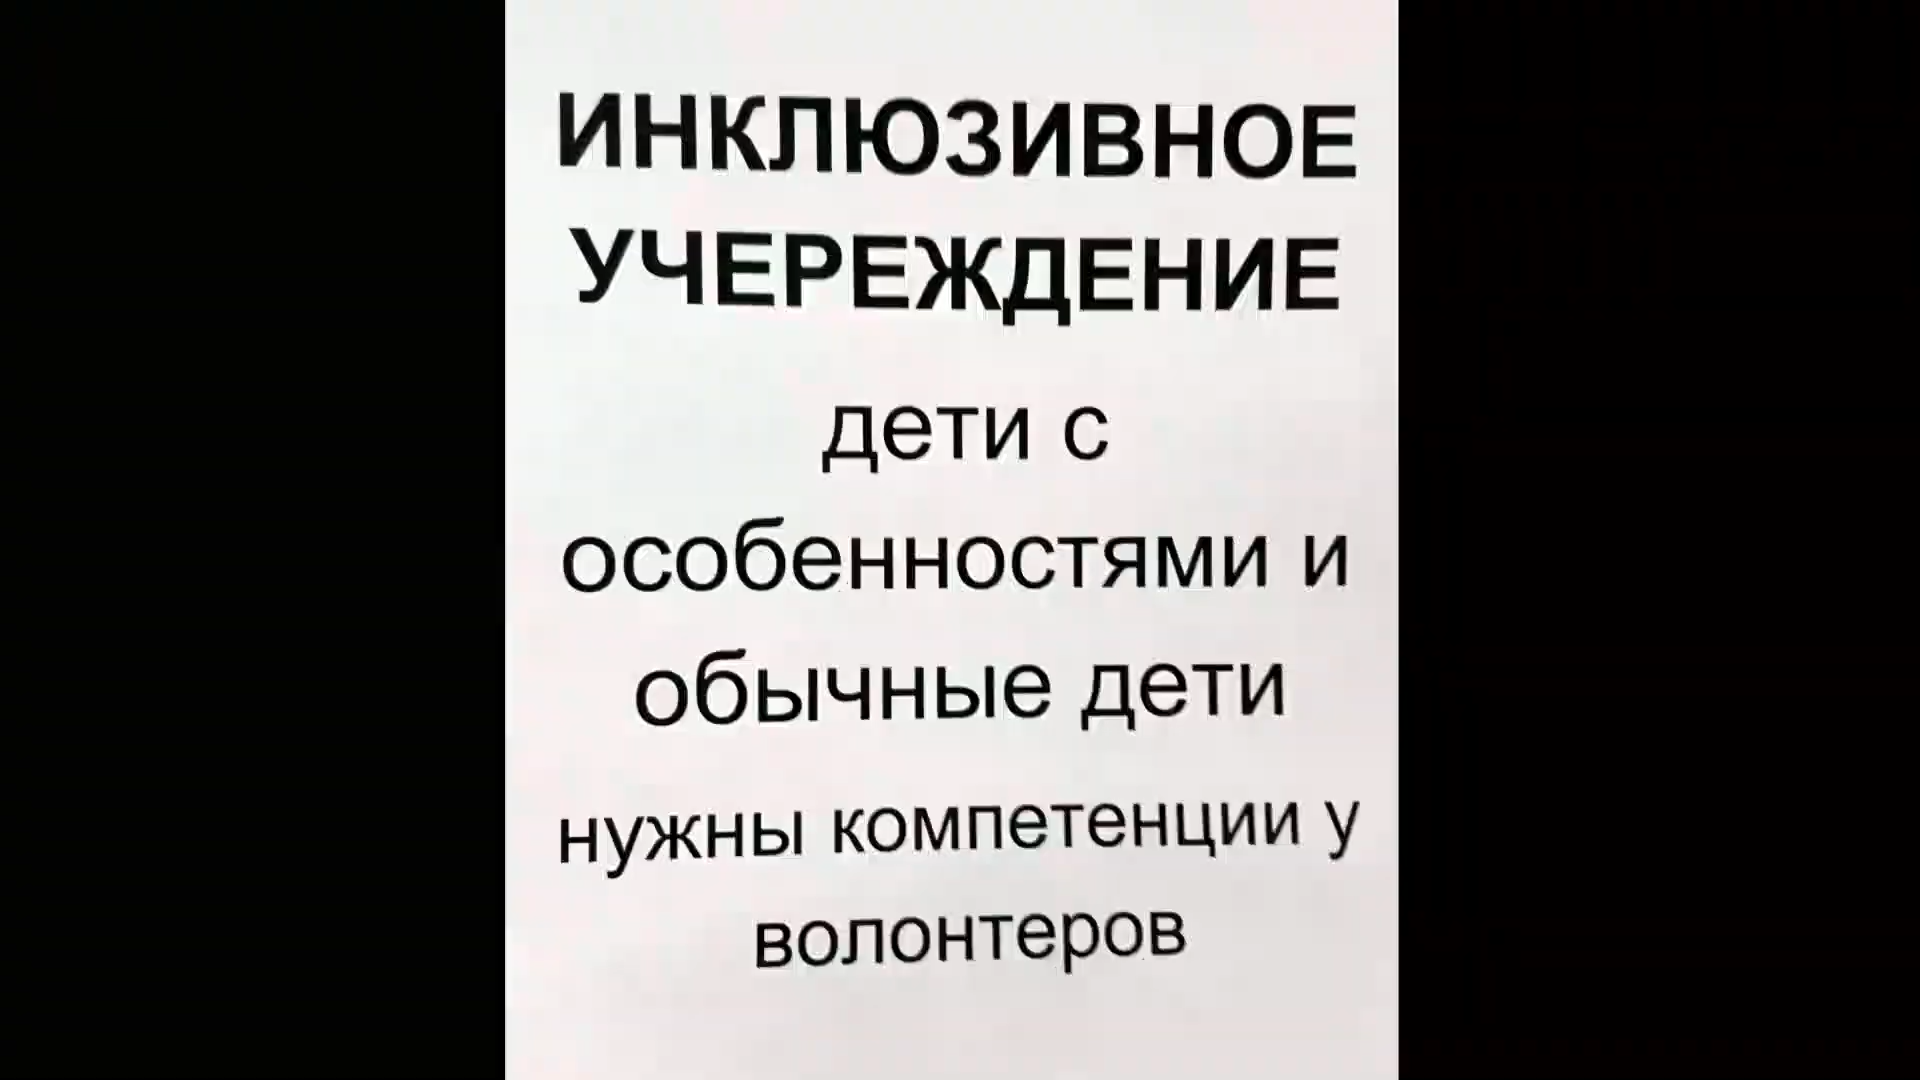 ИНКЛЮЗИВНОЕ
УЧЕРЕЖДЕНИЕ
дети с
особенностями и
обычные дети
нужны компетенции у
волонтеров